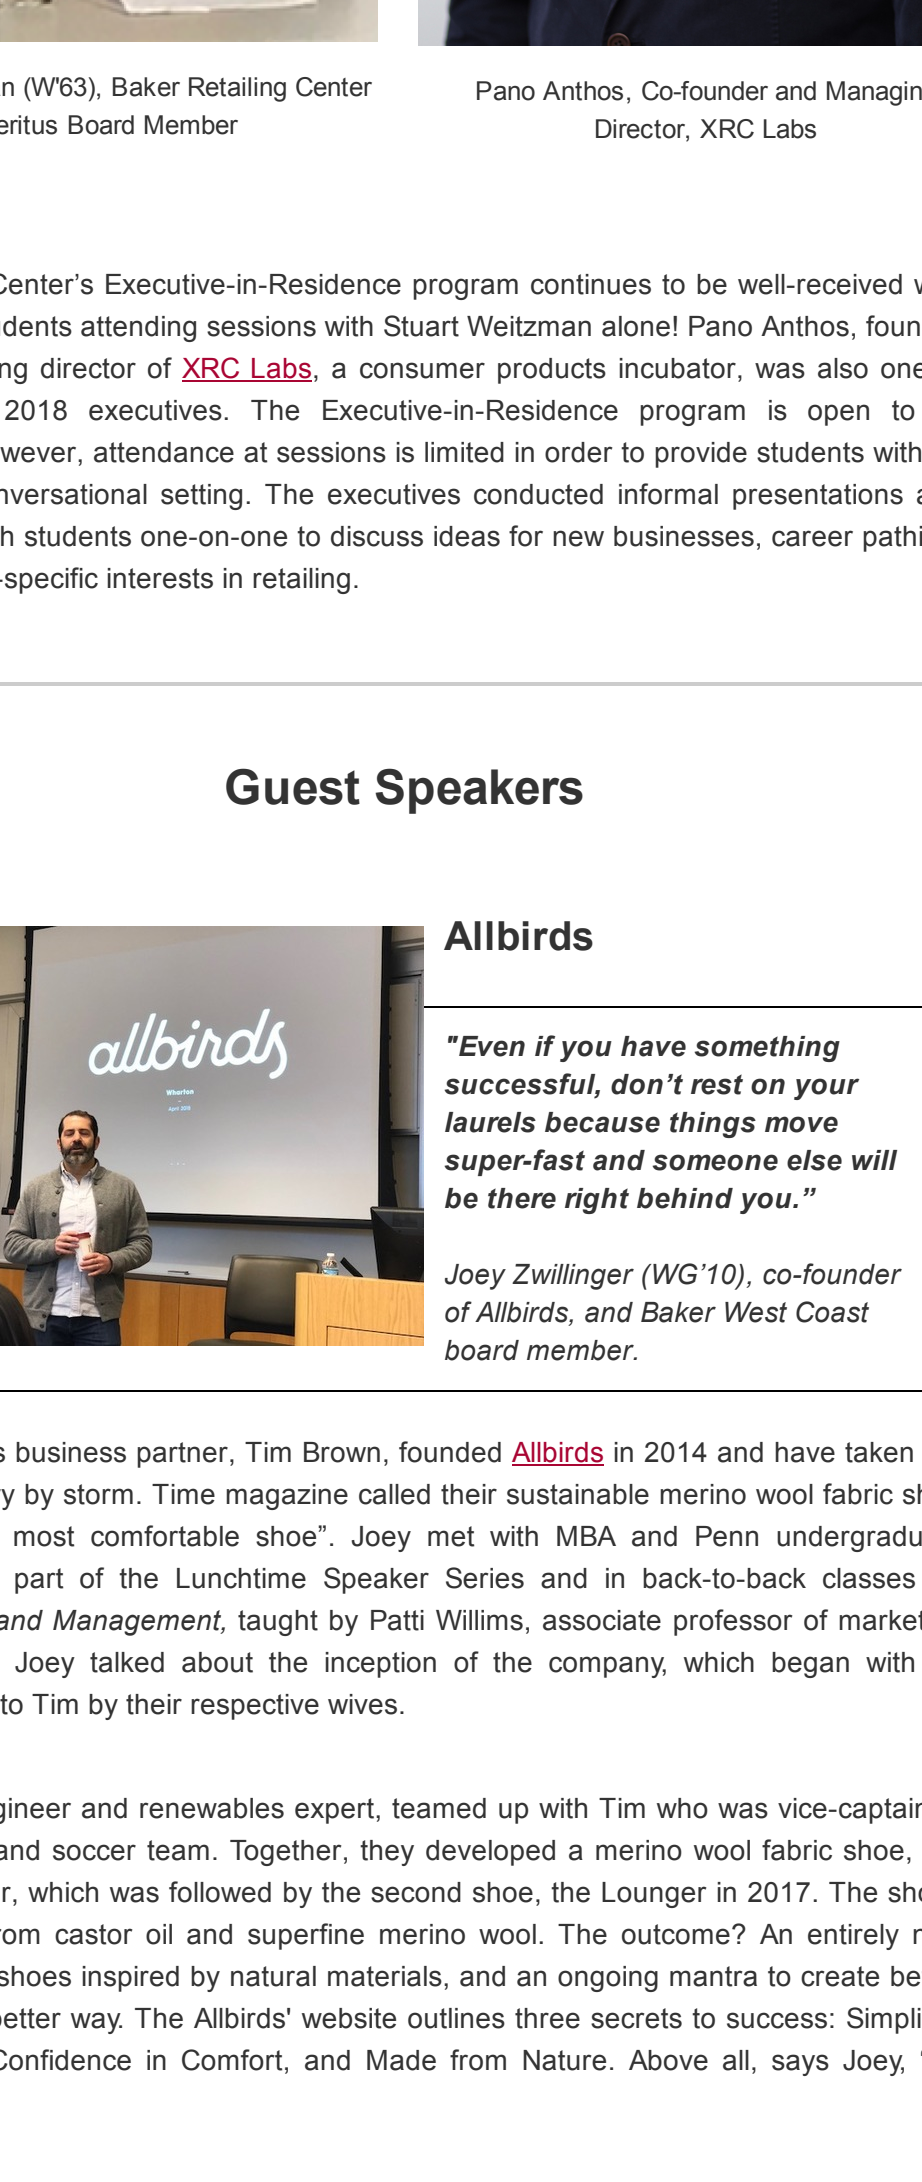 n (W'63), Baker Retailing Center
eritus Board Member
Pano Anthos, Co-founder and Managin
Director, XRC Labs
Center’s Executive-in-Residence program continues to be well-received w
udents attending sessions with Stuart Weitzman alone! Pano Anthos, foun
ng director of XRC Labs, a consumer products incubator, was also one
2018 executives. The Executive-in-Residence program is open to
wever, attendance at sessions is limited in order to provide students with
nversational setting. The executives conducted informal presentations a
h students one-on-one to discuss ideas for new businesses, career pathi
-specific interests in retailing.
Guest Speakers
allbirds
Wharton
April 2018
Allbirds
"Even if you have something
successful, don’t rest on your
laurels because things move
super-fast and someone else will
be there right behind you.”
Joey Zwillinger (WG’10), co-founder
of Allbirds, and Baker West Coast
board member.
s business partner, Tim Brown, founded Allbirds in 2014 and have taken
ry by storm. Time magazine called their sustainable merino wool fabric sh
most comfortable shoe”. Joey met with MBA and Penn undergradu
part of the Lunchtime Speaker Series and in back-to-back classes
and Management, taught by Patti Willims, associate professor of market
Joey talked about the inception of the company, which began with
to Tim by their respective wives.
gineer and renewables expert, teamed up with Tim who was vice-captain
and soccer team. Together, they developed a merino wool fabric shoe,
r, which was followed by the second shoe, the Lounger in 2017. The sho
rom castor oil and superfine merino wool. The outcome? An entirely n
shoes inspired by natural materials, and an ongoing mantra to create be
better way. The Allbirds' website outlines three secrets to success: Simpli
Confidence in Comfort, and Made from Nature. Above all, says Joey, “